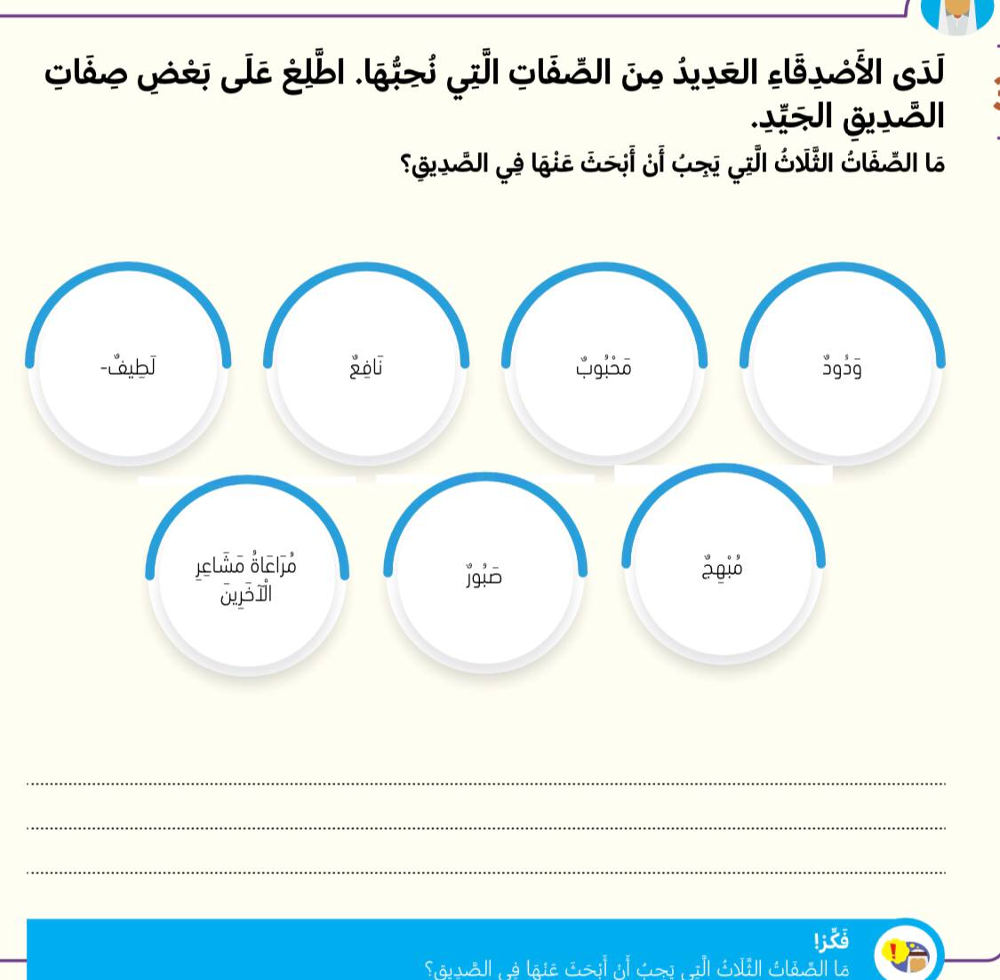 لَدَى الأَصْدِقَاءِ العَدِيدُ مِنَ الصِّفَاتِ الَّتِي نُحِبُّهَا. اطَّلِعْ عَلَى بَعْضِ صِفَاتِ
الصَّدِيقِ الجَيِّدِ.
مَا الصِّفَاتُ الثَّلَاثُ الَّتِي يَجِبُ أَنْ أَبْحَثَ عَنْهَا فِي الصَّدِيقِ؟
وَدُودٌ
مَحْبُوبٌ
نَافِعٌ
لَطِيفٌ-
مُبْهِجٌ
صَبُورٌ
مُرَاعَاةُ مَشَاعِرِ
الْآخَرِينَ
فَكِّرْ!
مَا الصِّفَاتُ الثَّلَاثُ الَّتِي يَجِبُ أَنْ أَبْحَثَ عَنْهَا فِي الصَّدِيقِ؟